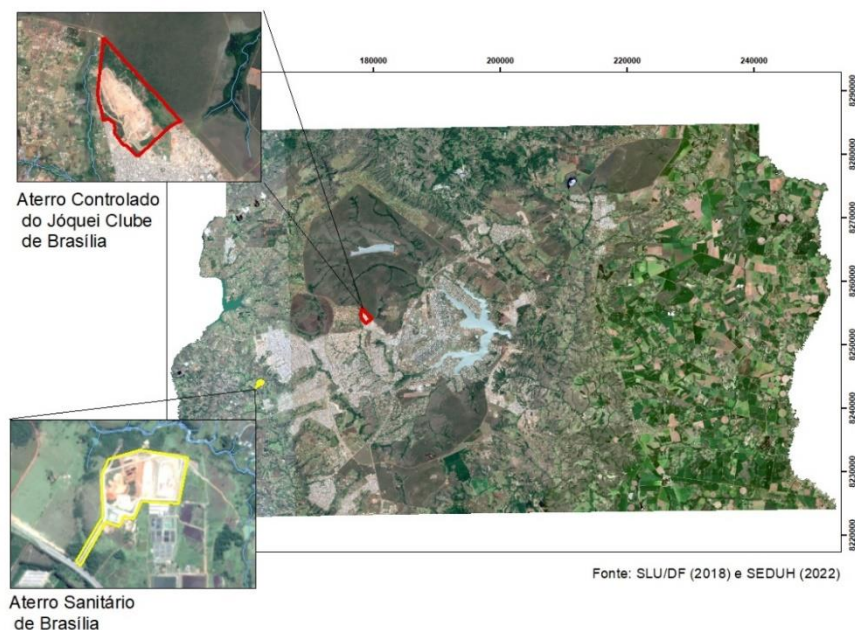 180000
200000
220000
240000
8290000
8280000
8270000
8260000
8250000
8240000
8230000
8220000
Aterro Controlado
do Jóquei Clube
de Brasília
Aterro Sanitário
de Brasília
Fonte: SLU/DF (2018) e SEDUH (2022)